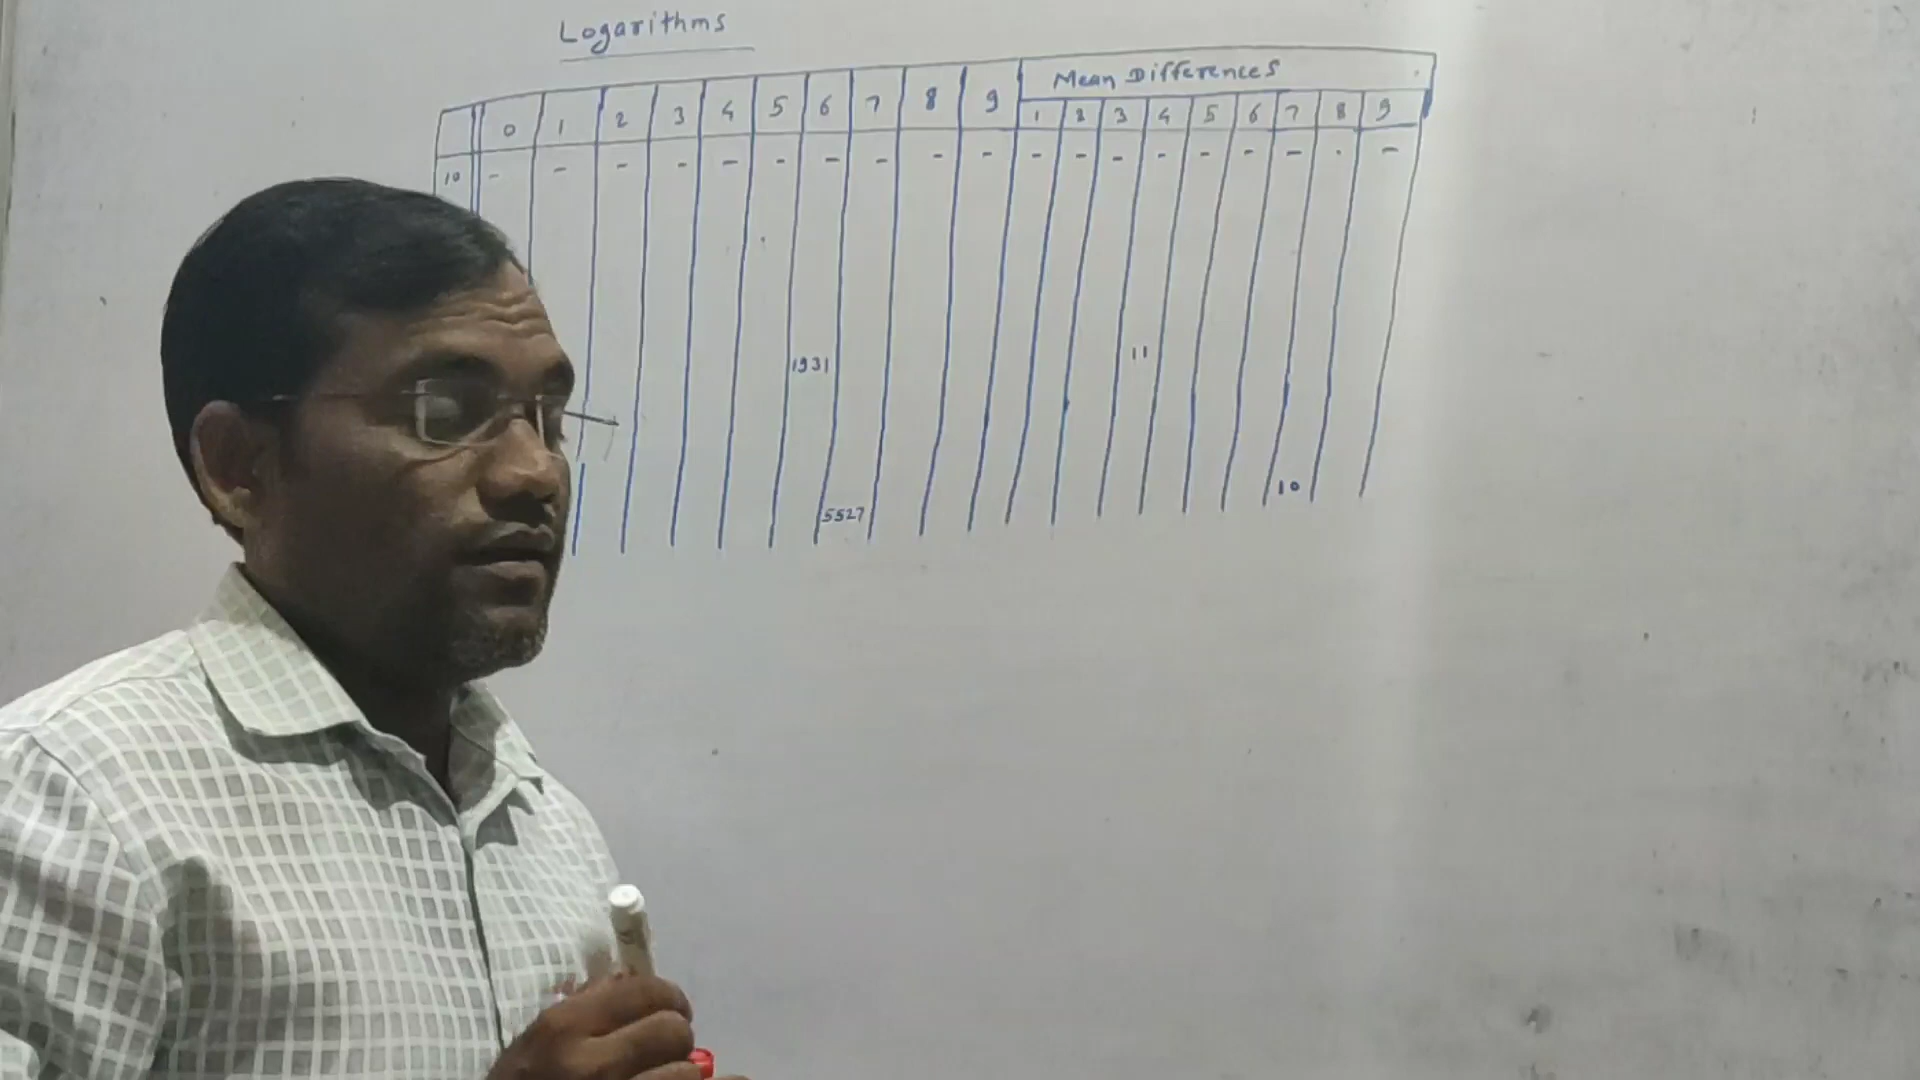 Logarithms
Mean Differences
0 1 2 3 4 5 6 7 8 9 1 2 3 4 5 6 7 8 9
10 - - - - - - - - - - - - - - - - - . -
1931 11
5527 10